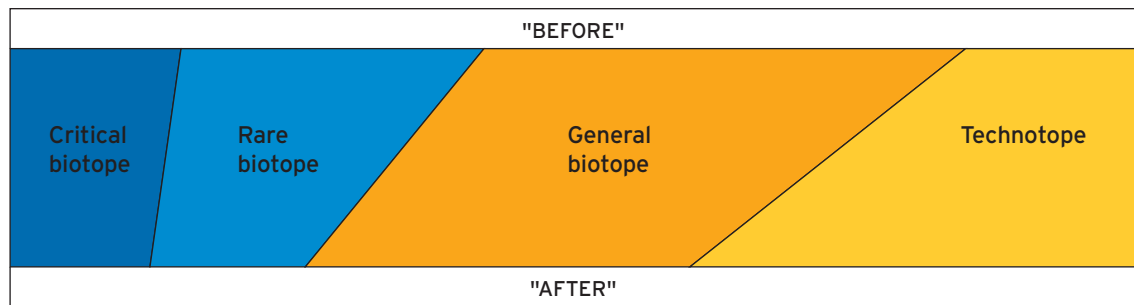 "BEFORE"
Critical
biotope
Rare
biotope
General
biotope
Technotope
"AFTER"